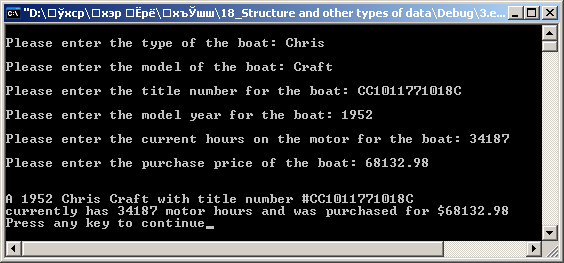 18_Structure and other types of data\Debug\3.e...
Please enter the type of the boat: Chris
Please enter the model of the boat: Craft
Please enter the title number for the boat: CC1011771018C
Please enter the model year for the boat: 1952
Please enter the current hours on the motor for the boat: 34187
Please enter the purchase price of the boat: 68132.98
A 1952 Chris Craft with title number #CC1011771018C
currently has 34187 motor hours and was purchased for $68132.98
Press any key to continue_